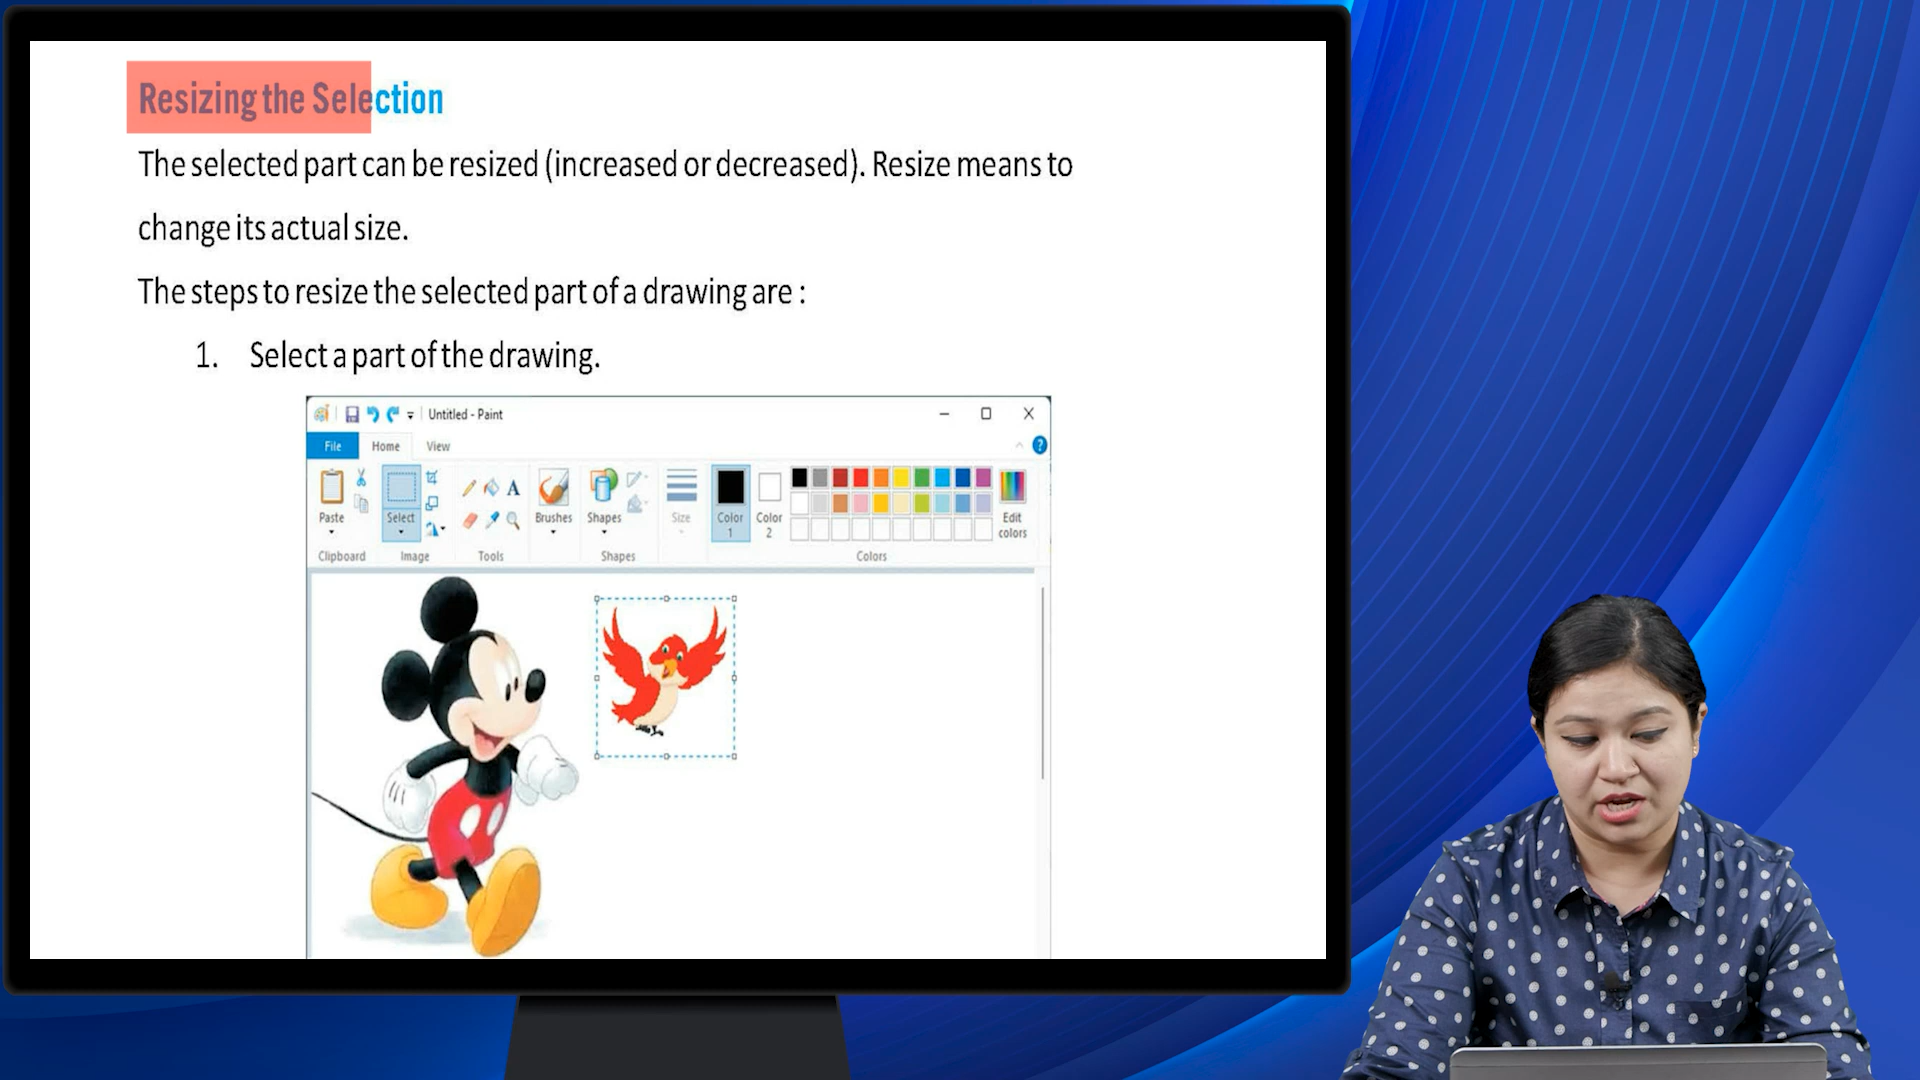 Resizing the Selection
The selected part can be resized (increased or decreased). Resize means to
change its actual size.
The steps to resize the selected part of a drawing are :
1. Select a part of the drawing.
Untitled - Paint
File Home View ?
Paste Select A Brushes Shapes Size Color 1 Color 2 Edit colors
Clipboard Image Tools Shapes Colors